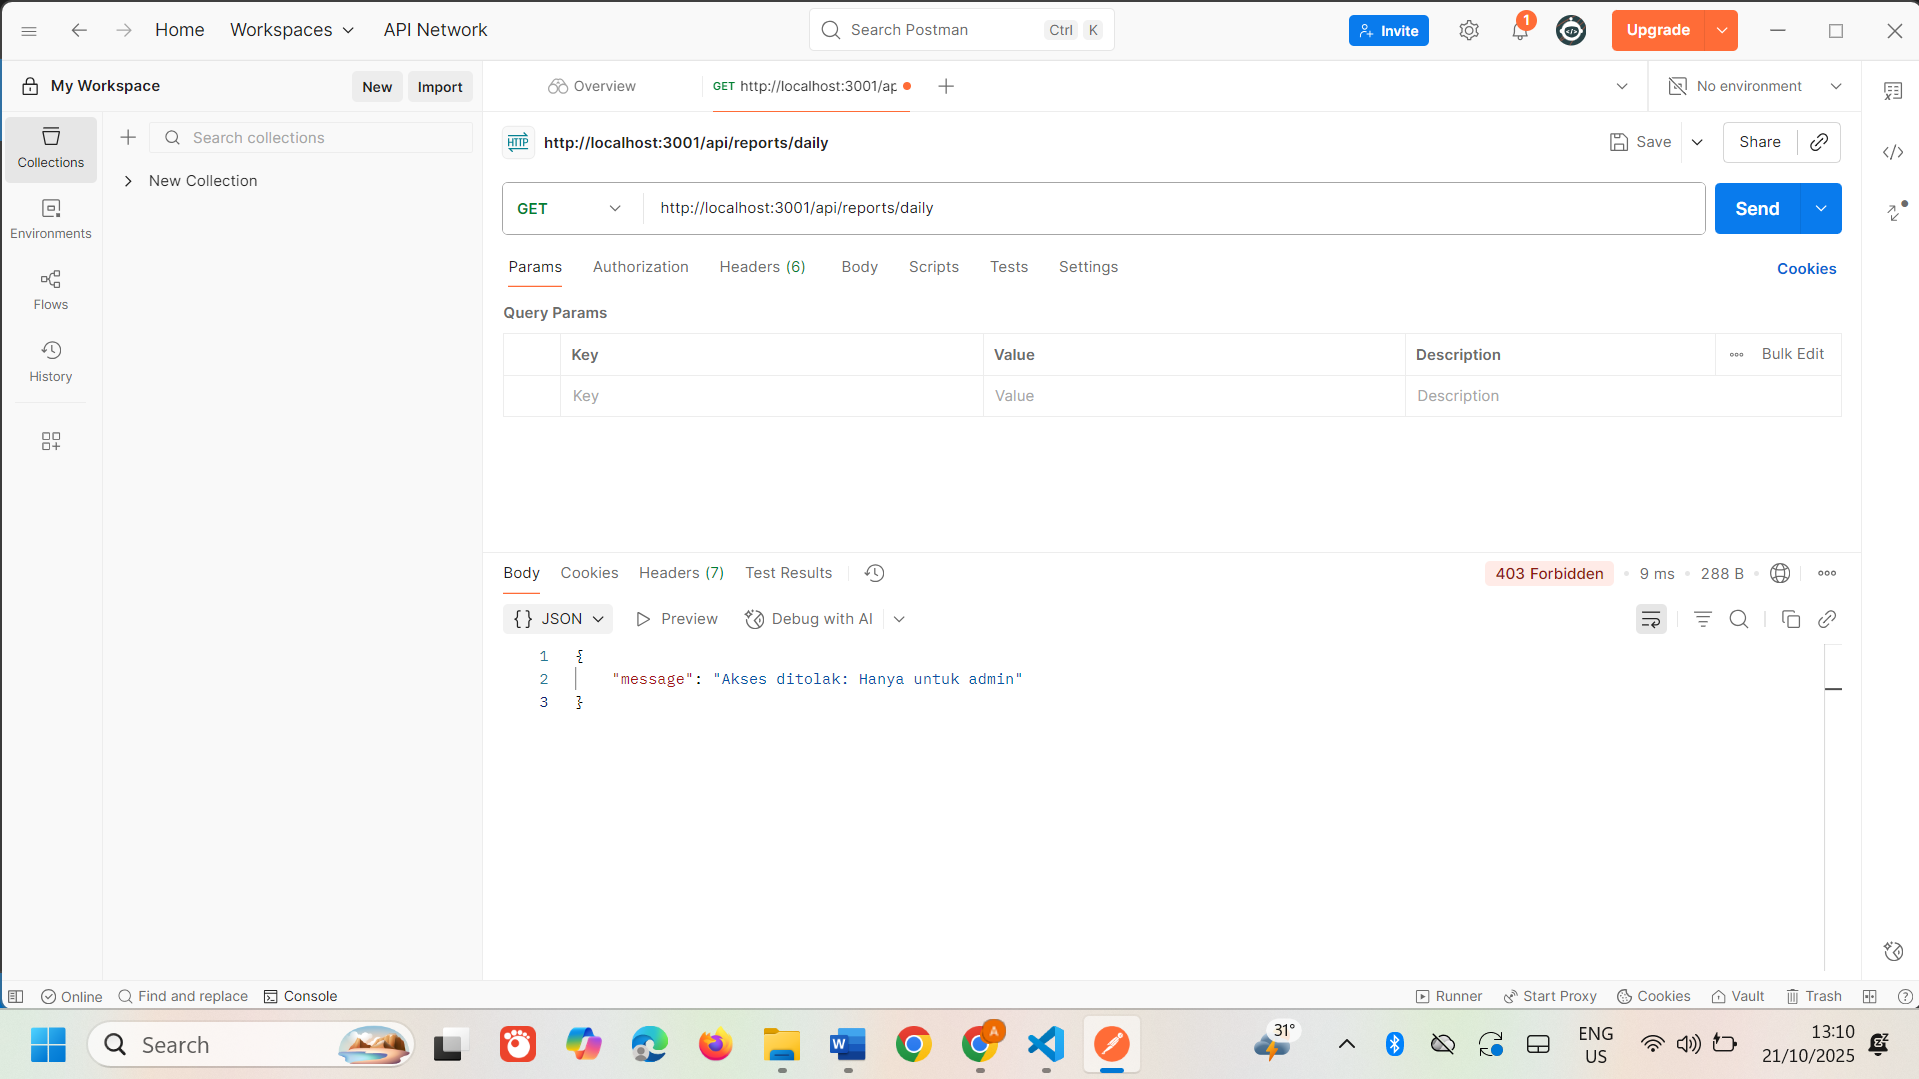 Home
Workspaces
API Network
Search Postman
Ctrl K
Invite
1
Upgrade
My Workspace
New
Import
Overview
GET http://localhost:3001/ap
No environment
Collections
Environments
Flows
History
Search collections
New Collection
HTTP
http://localhost:3001/api/reports/daily
Save
Share
GET
http://localhost:3001/api/reports/daily
Send
Params
Authorization
Headers (6)
Body
Scripts
Tests
Settings
Cookies
Query Params
Key
Value
Description
Bulk Edit
Key
Value
Description
Body
Cookies
Headers (7)
Test Results
403 Forbidden
9 ms
288 B
{} JSON
Preview
Debug with AI
1 {
2 "message": "Akses ditolak: Hanya untuk admin"
3 }
Online
Find and replace
Console
Runner
Start Proxy
Cookies
Vault
Trash
Search
W
A
31°
ENG
US
13:10
21/10/2025